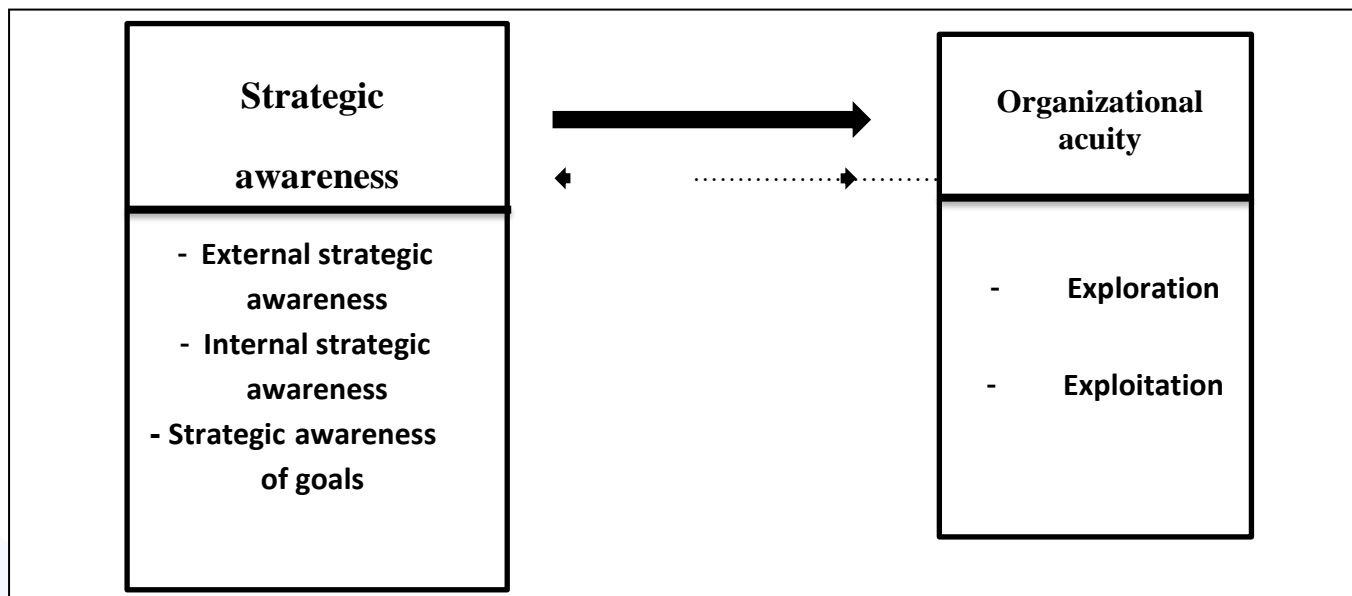 Strategic
awareness
- External strategic
awareness
- Internal strategic
awareness
- Strategic awareness
of goals
Organizational
acuity
- Exploration
- Exploitation